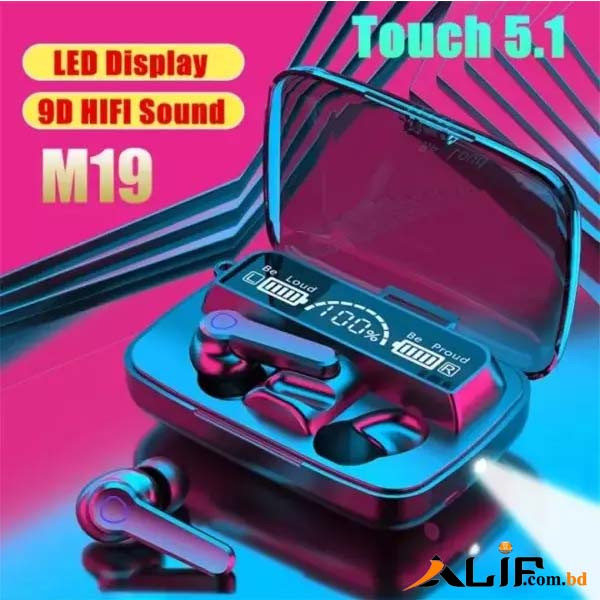 Touch 5.1
LED Display
9D HIFI Sound
M19
Be Loud
L
100%
Be Proud
R
ALIF.com.bd